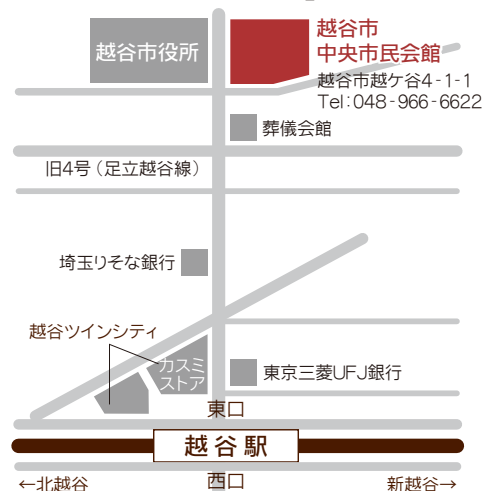 越谷市役所
越谷市
中央市民会館
越谷市越ケ谷4-1-1
Tel:048-966-6622
葬儀会館
旧4号(足立越谷線)
埼玉りそな銀行
越谷ツインシティ
カスミ
ストア
東京三菱UFJ銀行
東口
越谷駅
←北越谷
西口
新越谷→